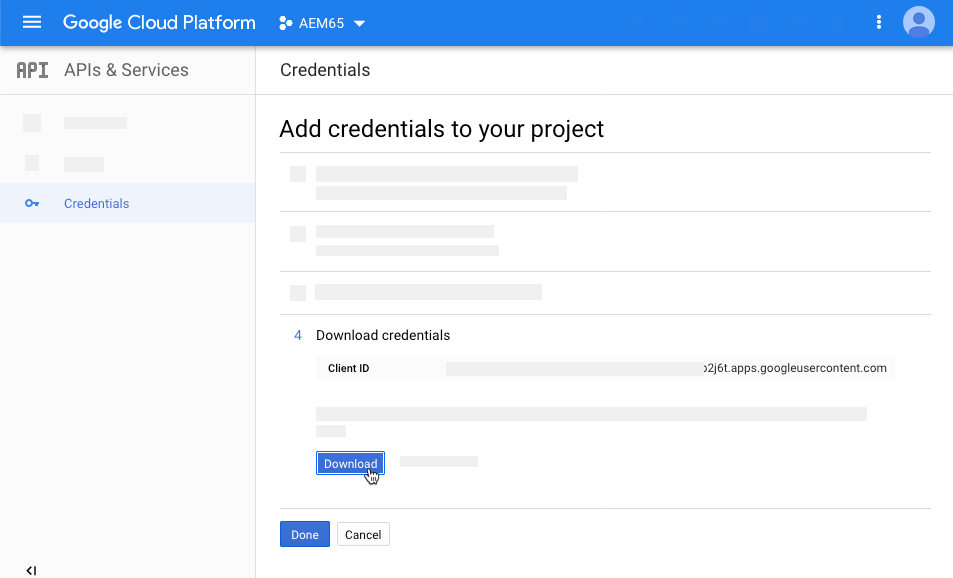 Google Cloud Platform
AEM65
API APIs & Services
Credentials
Add credentials to your project
Credentials
4 Download credentials
Client ID
2j6t.apps.googleusercontent.com
Download
Done
Cancel